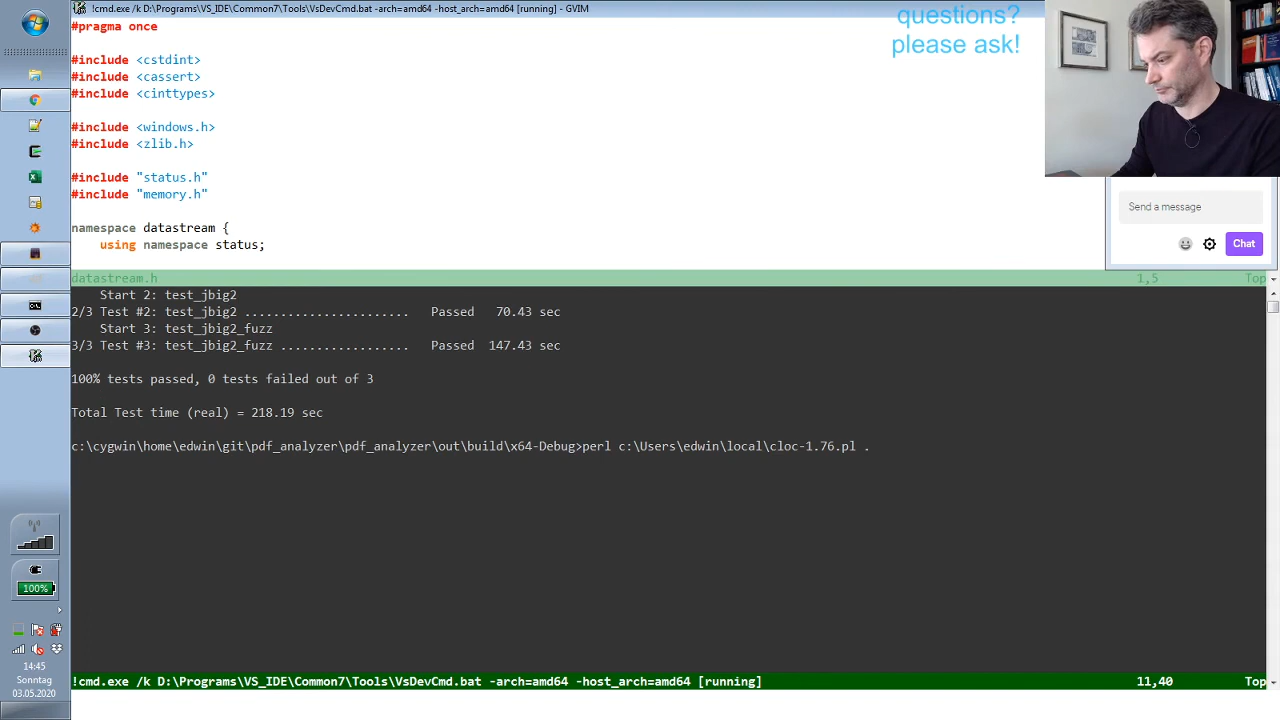 !cmd.exe /k D:\Programs\VS_IDE\Common7\Tools\VsDevCmd.bat -arch=amd64 -host_arch=amd64 [running] - GVIM
questions?
please ask!
#pragma once
#include <cstdint>
#include <cassert>
#include <cinttypes>
#include <windows.h>
#include <zlib.h>
#include "status.h"
#include "memory.h"
namespace datastream {
    using namespace status;
Send a message
Chat
datastream.h 1,5 Top
    Start 2: test_jbig2
2/3 Test #2: test_jbig2 ....................... Passed 70.43 sec
    Start 3: test_jbig2_fuzz
3/3 Test #3: test_jbig2_fuzz .................. Passed 147.43 sec
100% tests passed, 0 tests failed out of 3
Total Test time (real) = 218.19 sec
c:\cygwin\home\edwin\git\pdf_analyzer\pdf_analyzer\out\build\x64-Debug>perl c:\Users\edwin\local\cloc-1.76.pl .
!cmd.exe /k D:\Programs\VS_IDE\Common7\Tools\VsDevCmd.bat -arch=amd64 -host_arch=amd64 [running] 11,40 Top
100%
14:45
Sonntag
03.05.2020